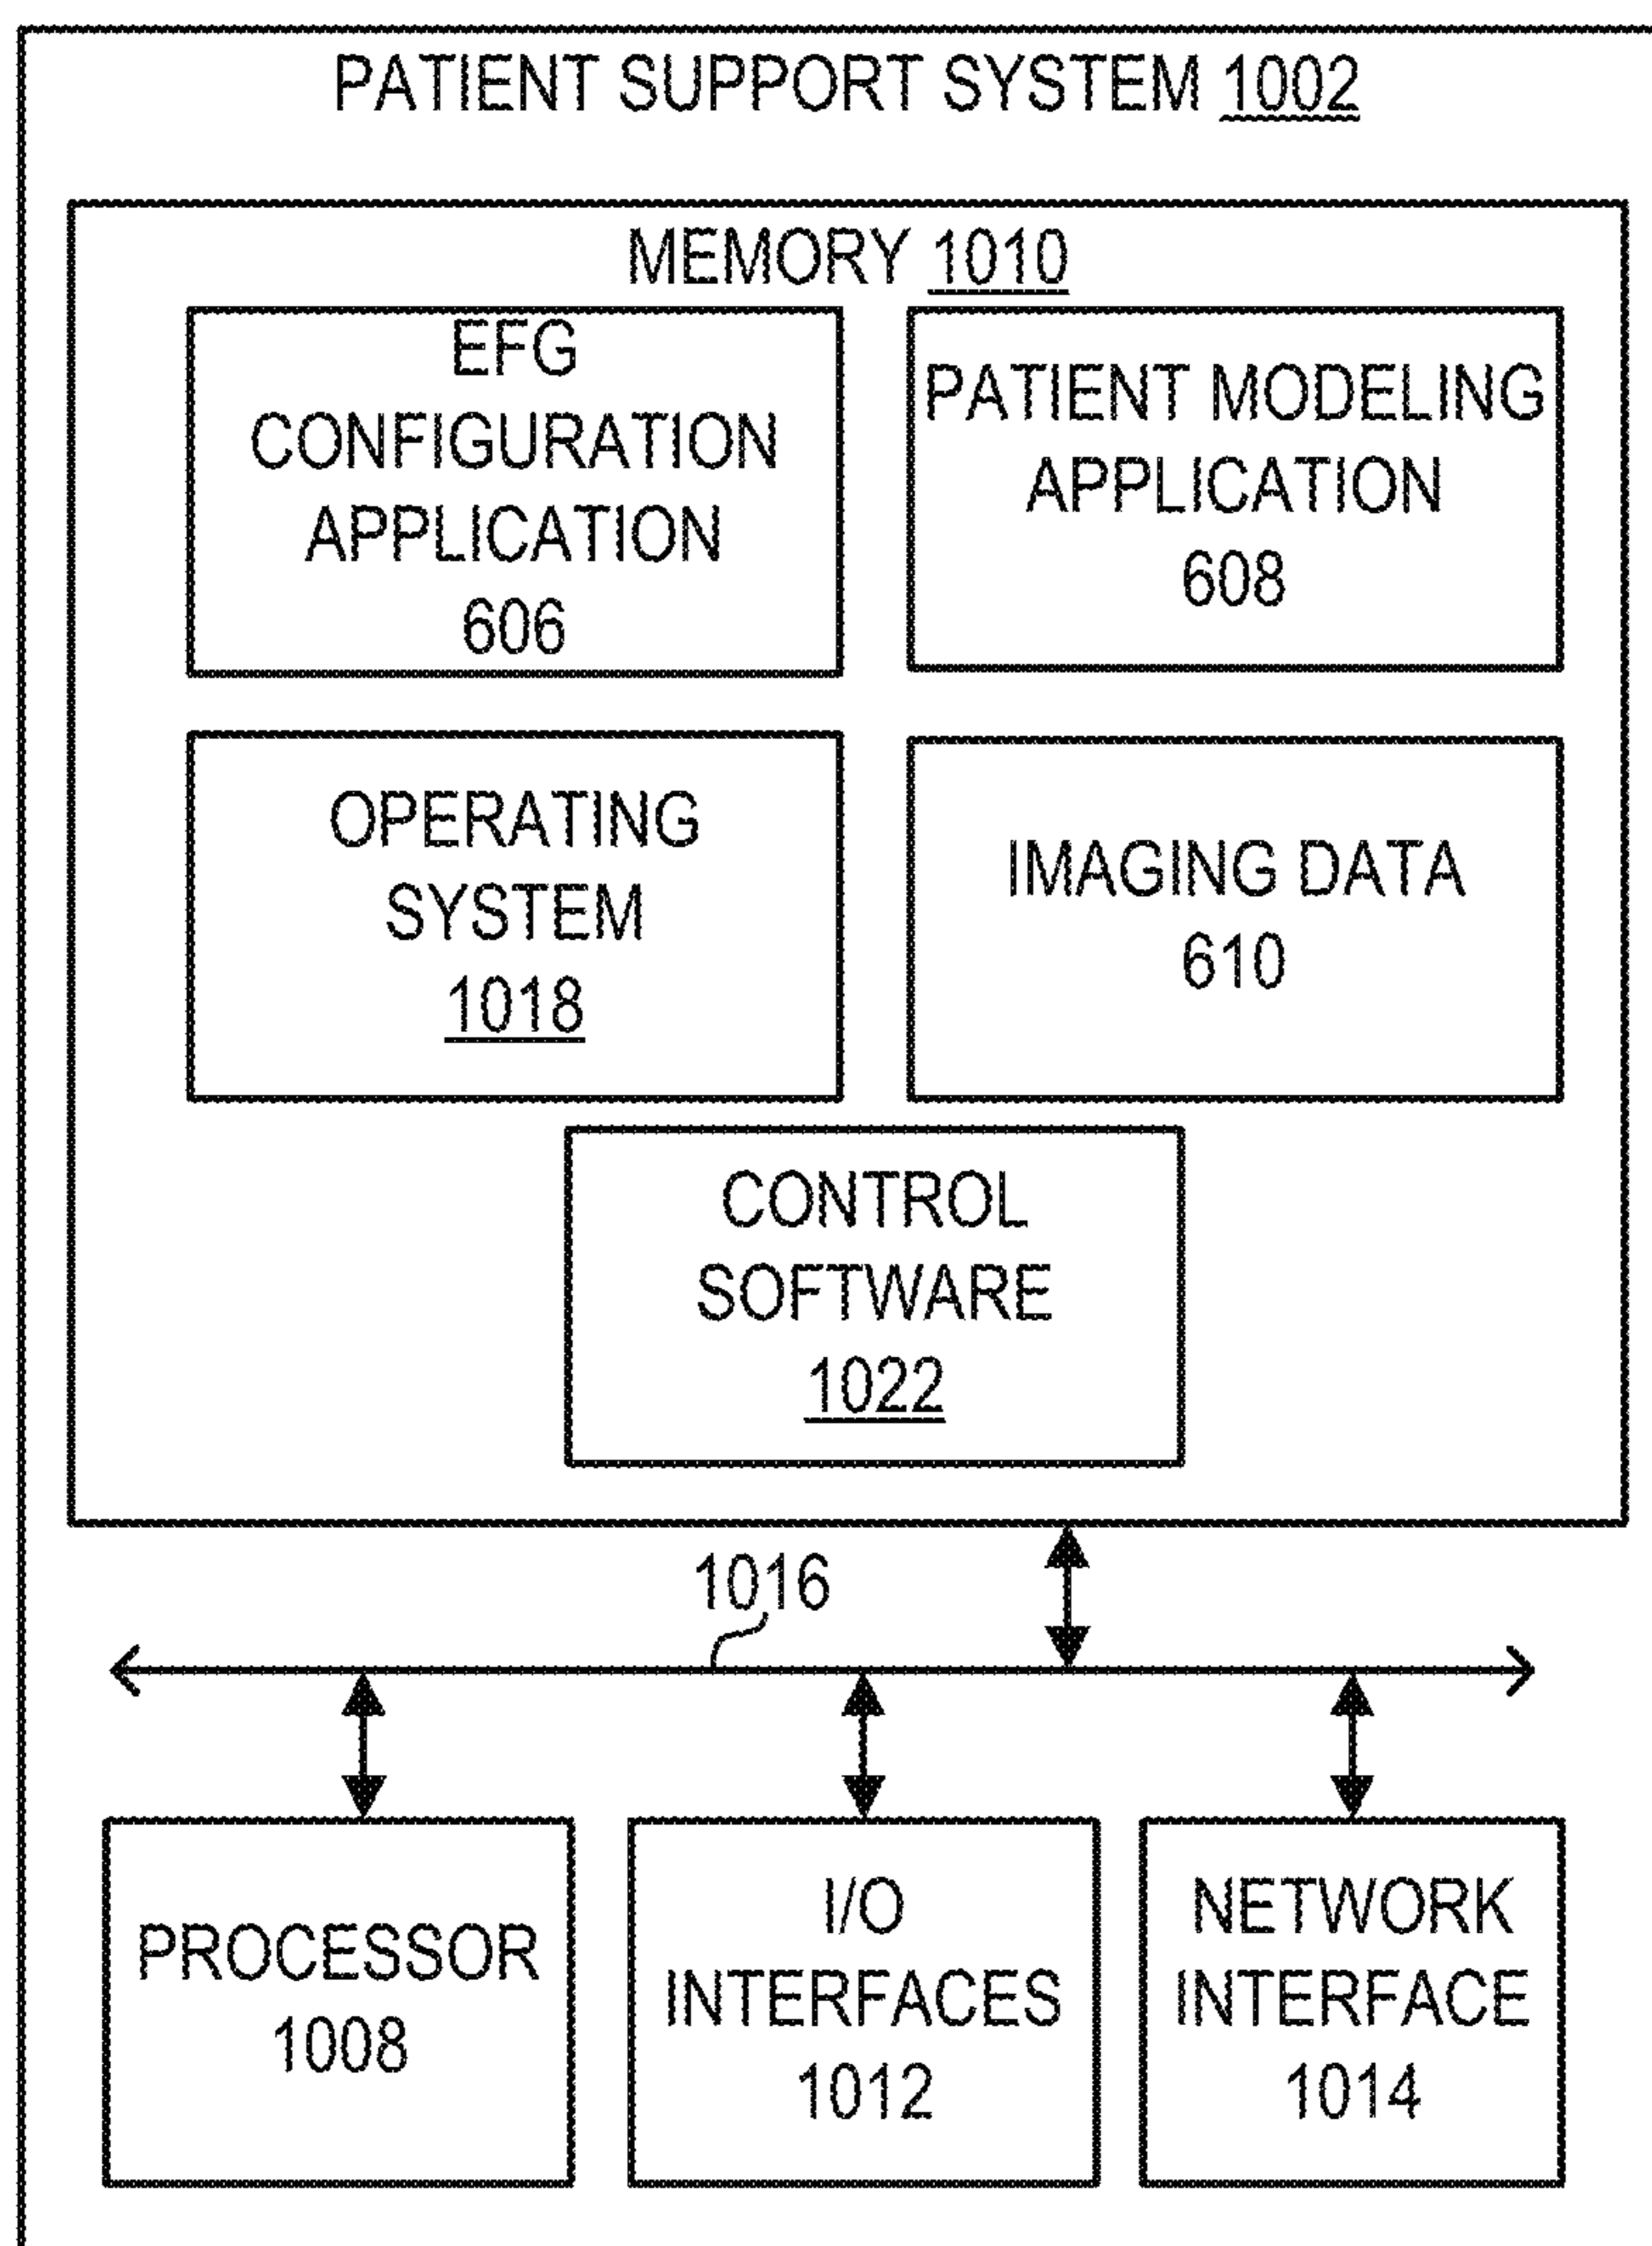 PATIENT SUPPORT SYSTEM 1002
MEMORY 1010
EFG
CONFIGURATION
APPLICATION
606
PATIENT MODELING
APPLICATION
608
OPERATING
SYSTEM
1018
IMAGING DATA
610
CONTROL
SOFTWARE
1022
1016
PROCESSOR
1008
I/O
INTERFACES
1012
NETWORK
INTERFACE
1014